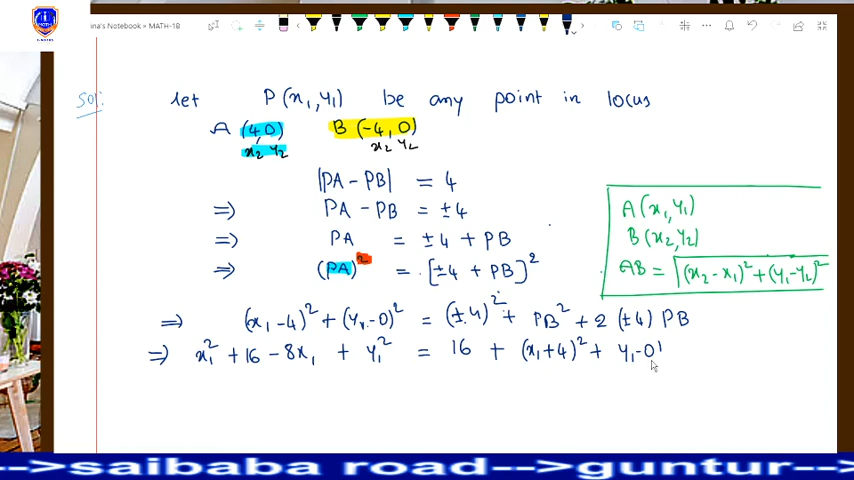 ina's Notebook » MATH-1B
Sol:
let P(x₁,y₁) be any point in locus
A (4,0) B (-4,0)
x₂ y₂ x₂ y₂
|PA - PB| = 4
⇒ PA - PB = ±4
⇒ PA = ±4 + PB
⇒ (PA)² = [±4 + PB]²
A(x₁,y₁)
B(x₂,y₂)
AB = √(x₂-x₁)²+(y₁-y₂)²
⇒ (x₁-4)²+(y₁-0)² = (±4)² + PB² + 2(±4) PB
⇒ x₁² + 16 - 8x₁ + y₁² = 16 + (x₁+4)² + y₁-0
-->saibaba road-->guntur-->